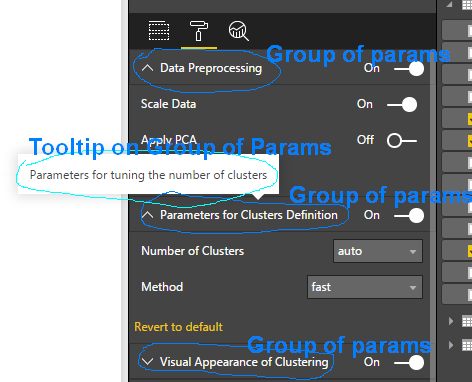 Group of params
Data Preprocessing On
Scale Data On
Apply PCA Off
Tooltip on Group of Params
Parameters for tuning the number of clusters
Group of params
Parameters for Clusters Definition On
Number of Clusters auto
Method fast
Revert to default
Group of params
Visual Appearance of Clustering On